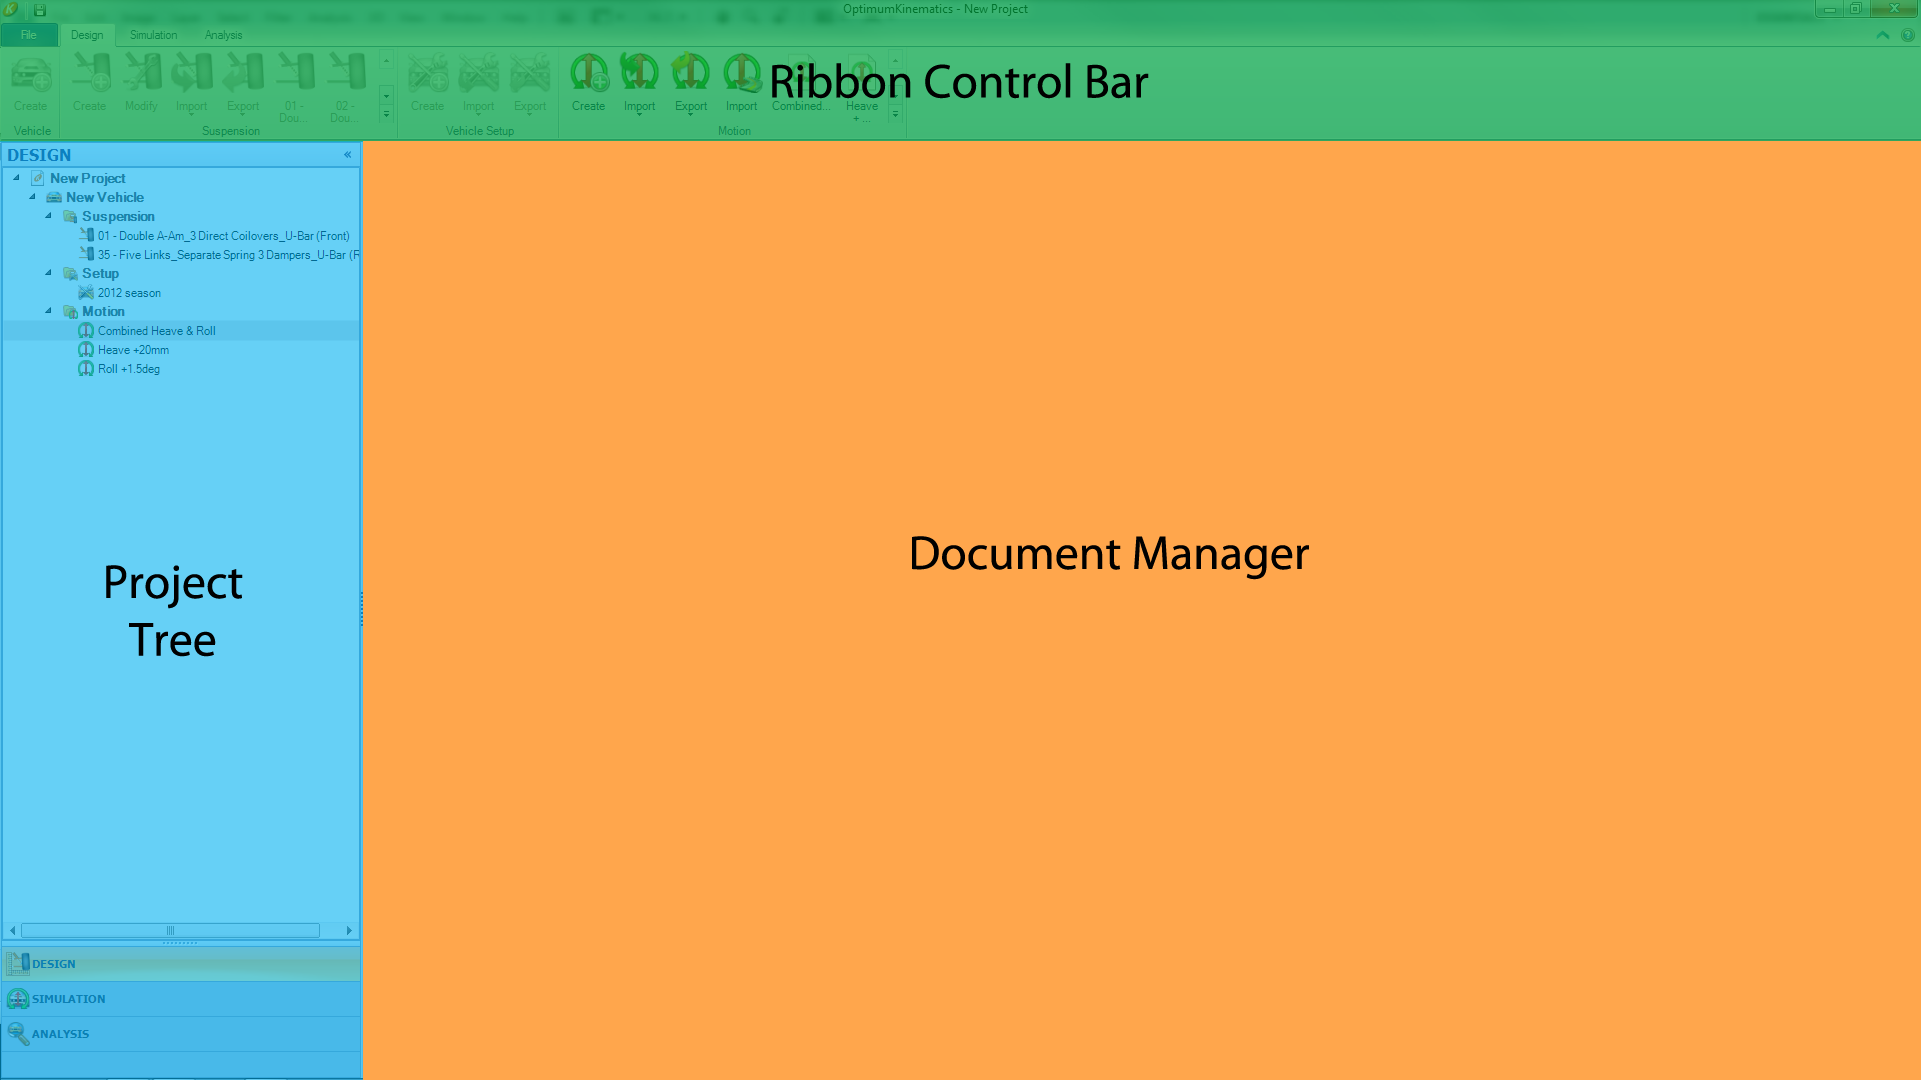 OptimumKinematics - New Project
File Design Simulation Analysis
Create Create Modify Import Export 01 - Dou... 02 - Dou... Create Import Export Create Import Export Import Combined... Heave + ...
Vehicle Suspension Vehicle Setup Motion
Ribbon Control Bar
DESIGN «
New Project
New Vehicle
Suspension
01 - Double A-Am_3 Direct Coilovers_U-Bar (Front)
35 - Five Links_Separate Spring 3 Dampers_U-Bar (R
Setup
2012 season
Motion
Combined Heave & Roll
Heave +20mm
Roll +1.5deg
Project
Tree
Document Manager
DESIGN
SIMULATION
ANALYSIS